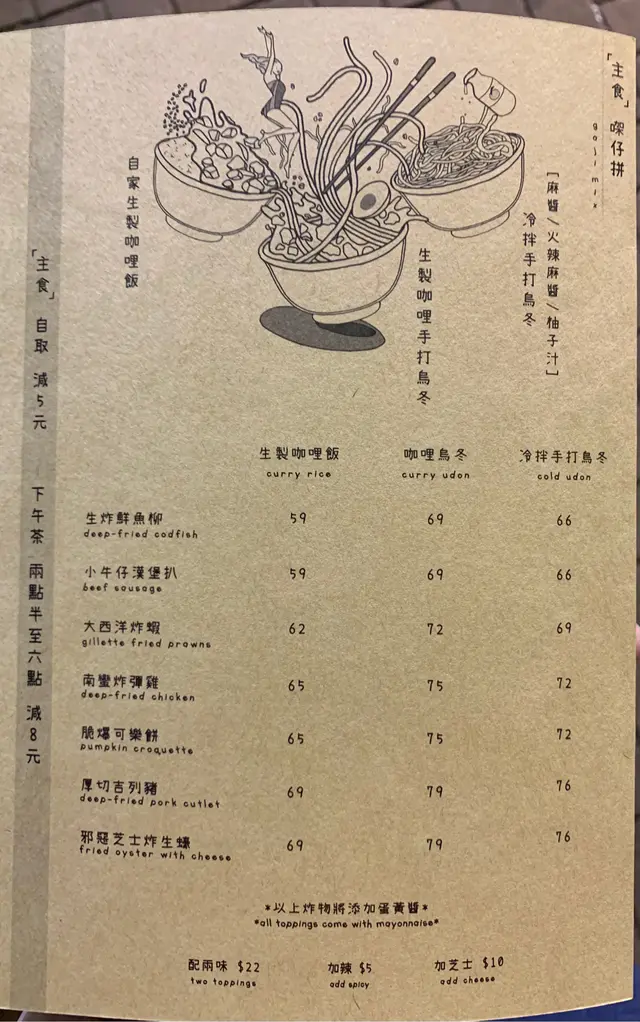 「主食」 㗎仔拼
gaji mix
[麻醬/火辣麻醬/柚子汁]
冷拌手打烏冬
生製咖哩手打烏冬
自家生製咖哩飯
「主食」 自取 減5元
下午茶 兩點半至六點 減8元
生製咖哩飯 咖哩烏冬 冷拌手打烏冬
curry rice curry udon cold udon
生炸鮮魚柳 59 69 66
deep-fried codfish
小牛仔漢堡扒 59 69 66
beef sausage
大西洋炸蝦 62 72 69
gillette fried prawns
南蠻炸彈雞 65 75 72
deep-fried chicken
脆爆可樂餅 65 75 72
pumpkin croquette
厚切吉列豬 69 79 76
deep-fried pork cutlet
邪惡芝士炸生蠔 69 79 76
fried oyster with cheese
*以上炸物將添加蛋黃醬*
*all toppings come with mayonnaise*
配兩味 $22 加辣 $5 加芝士 $10
two toppings add spicy add cheese